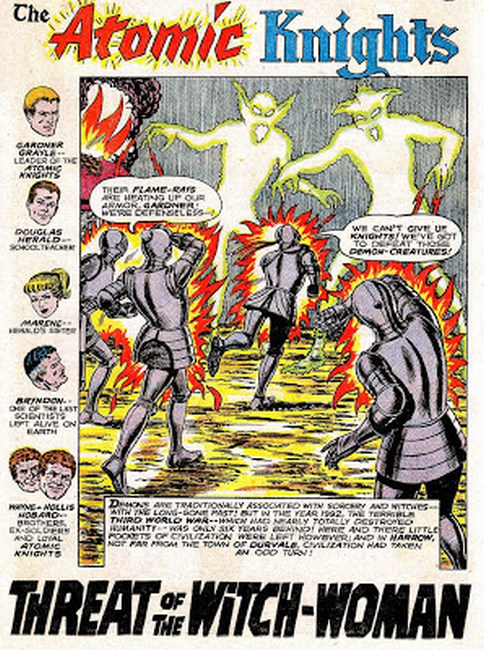 The Atomic Knights
GARDNER
GRAYLE--
LEADER OF THE
ATOMIC
KNIGHTS
DOUGLAS
HERALD--
SCHOOLTEACHER
MARENE--
HERALD'S SISTER
BRYNDON--
ONE OF THE LAST
SCIENTISTS
LEFT ALIVE ON
EARTH
WAYNE & HOLLIS
HOBARD--
BROTHERS,
EX-SOLDIERS
AND LOYAL
ATOMIC
KNIGHTS
THEIR FLAME-RAYS
ARE HEATING UP OUR
ARMOR, GARDNER!
WE'RE DEFENSELESS--
WE CAN'T GIVE UP,
KNIGHTS! WE'VE GOT
TO DEFEAT THOSE
DEMON-CREATURES!
DEMONS ARE TRADITIONALLY ASSOCIATED WITH SORCERY AND WITCHES--
WITH THE LONG-GONE PAST! BUT IN THE YEAR 1992, THE TERRIBLE
THIRD WORLD WAR--WHICH HAD NEARLY TOTALLY DESTROYED
HUMANITY--WAS ONLY SIX YEARS BEHIND! HERE AND THERE LITTLE
POCKETS OF CIVILIZATION WERE LEFT HOWEVER; AND IN HARROW,
NOT FAR FROM THE TOWN OF DURVALE, CIVILIZATION HAD TAKEN
AN ODD TURN!
THREAT OF THE WITCH-WOMAN